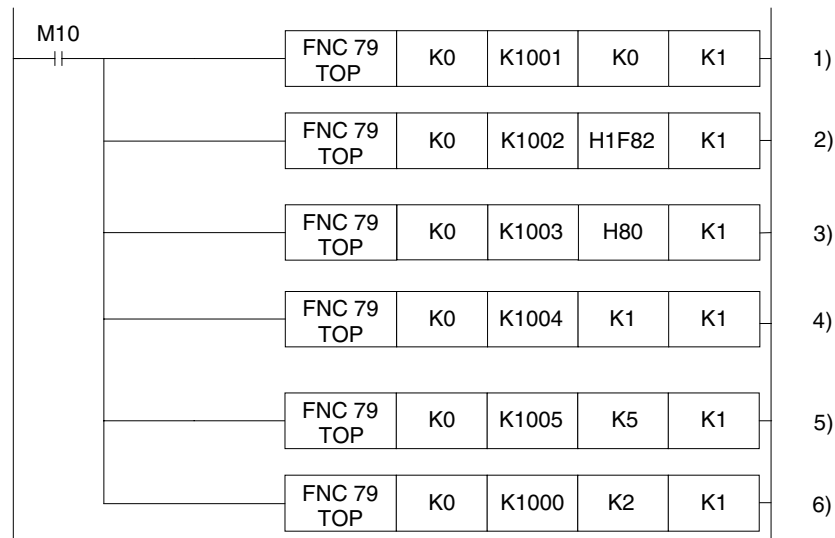 M10
FNC 79 TOP K0 K1001 K0 K1 1)
FNC 79 TOP K0 K1002 H1F82 K1 2)
FNC 79 TOP K0 K1003 H80 K1 3)
FNC 79 TOP K0 K1004 K1 K1 4)
FNC 79 TOP K0 K1005 K5 K1 5)
FNC 79 TOP K0 K1000 K2 K1 6)